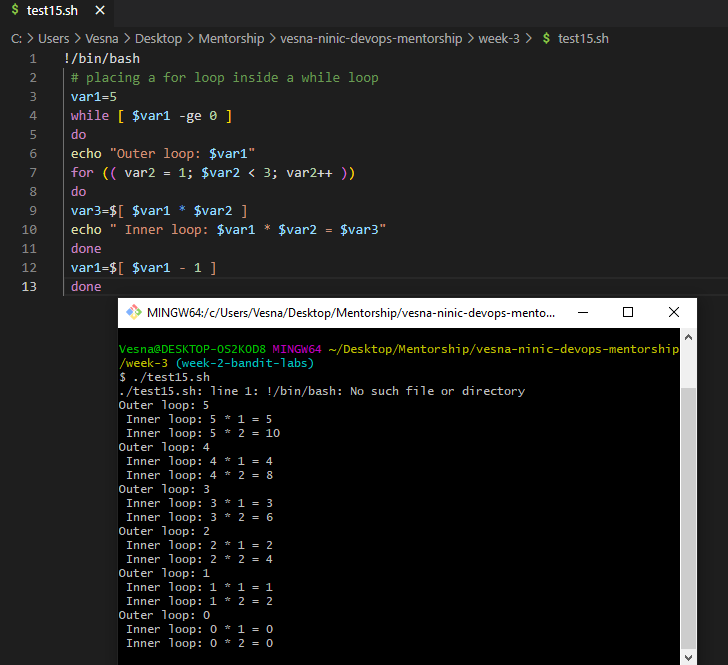 $ test15.sh ×
C: > Users > Vesna > Desktop > Mentorship > vesna-ninic-devops-mentorship > week-3 > $ test15.sh
1 !/bin/bash
2 # placing a for loop inside a while loop
3 var1=5
4 while [ $var1 -ge 0 ]
5 do
6 echo "Outer loop: $var1"
7 for (( var2 = 1; $var2 < 3; var2++ ))
8 do
9 var3=$[ $var1 * $var2 ]
10 echo " Inner loop: $var1 * $var2 = $var3"
11 done
12 var1=$[ $var1 - 1 ]
13 done
MINGW64:/c/Users/Vesna/Desktop/Mentorship/vesna-ninic-devops-mento...
Vesna@DESKTOP-OS2KOD8 MINGW64 ~/Desktop/Mentorship/vesna-ninic-devops-mentorship
/week-3 (week-2-bandit-labs)
$ ./test15.sh
./test15.sh: line 1: !/bin/bash: No such file or directory
Outer loop: 5
Inner loop: 5 * 1 = 5
Inner loop: 5 * 2 = 10
Outer loop: 4
Inner loop: 4 * 1 = 4
Inner loop: 4 * 2 = 8
Outer loop: 3
Inner loop: 3 * 1 = 3
Inner loop: 3 * 2 = 6
Outer loop: 2
Inner loop: 2 * 1 = 2
Inner loop: 2 * 2 = 4
Outer loop: 1
Inner loop: 1 * 1 = 1
Inner loop: 1 * 2 = 2
Outer loop: 0
Inner loop: 0 * 1 = 0
Inner loop: 0 * 2 = 0